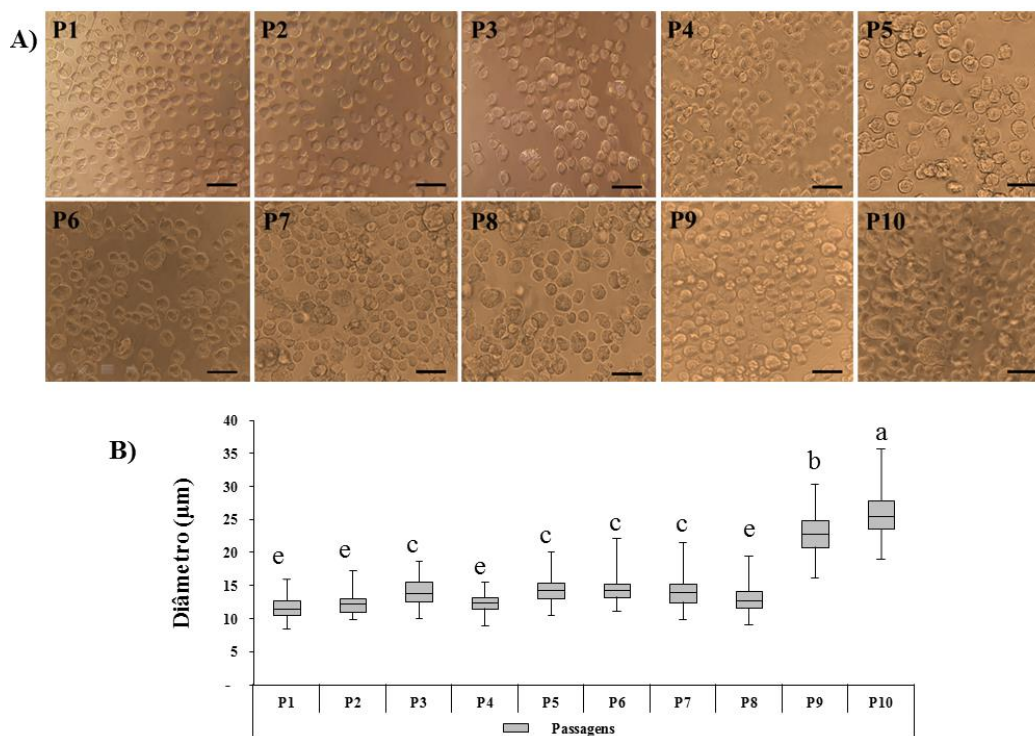 A)
P1 P2 P3 P4 P5
P6 P7 P8 P9 P10
B)
Diâmetro (μm)
40
35
30
25
20
15
10
5
-
e e c e c c c e b a
P1 P2 P3 P4 P5 P6 P7 P8 P9 P10
Passagens